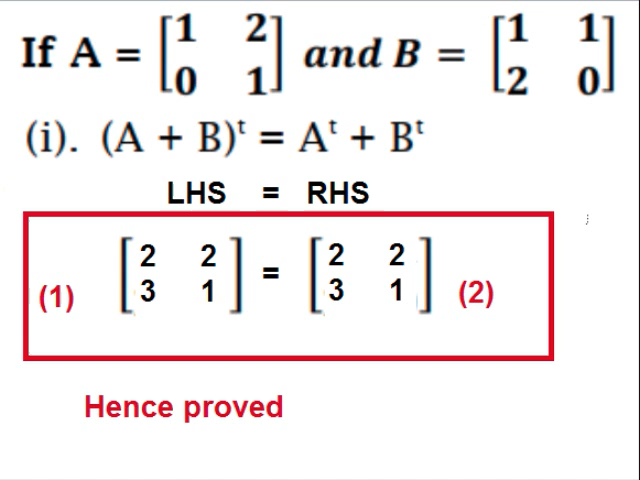 If A = [1 2 0 1] and B = [1 1 2 0]
(i). (A + B)ᵗ = Aᵗ + Bᵗ
LHS = RHS
(1) [2 2 3 1] = [2 2 3 1] (2)
Hence proved